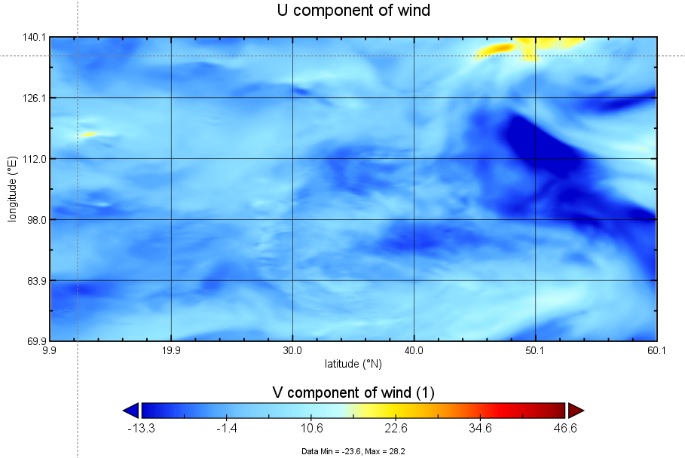 U component of wind
140.1
126.1
112.0
98.0
83.9
69.9
longitude (°E)
9.9 19.9 30.0 40.0 50.1 60.1
latitude (°N)
V component of wind (1)
-13.3 -1.4 10.6 22.6 34.6 46.6
Data Min = -23.6, Max = 28.2